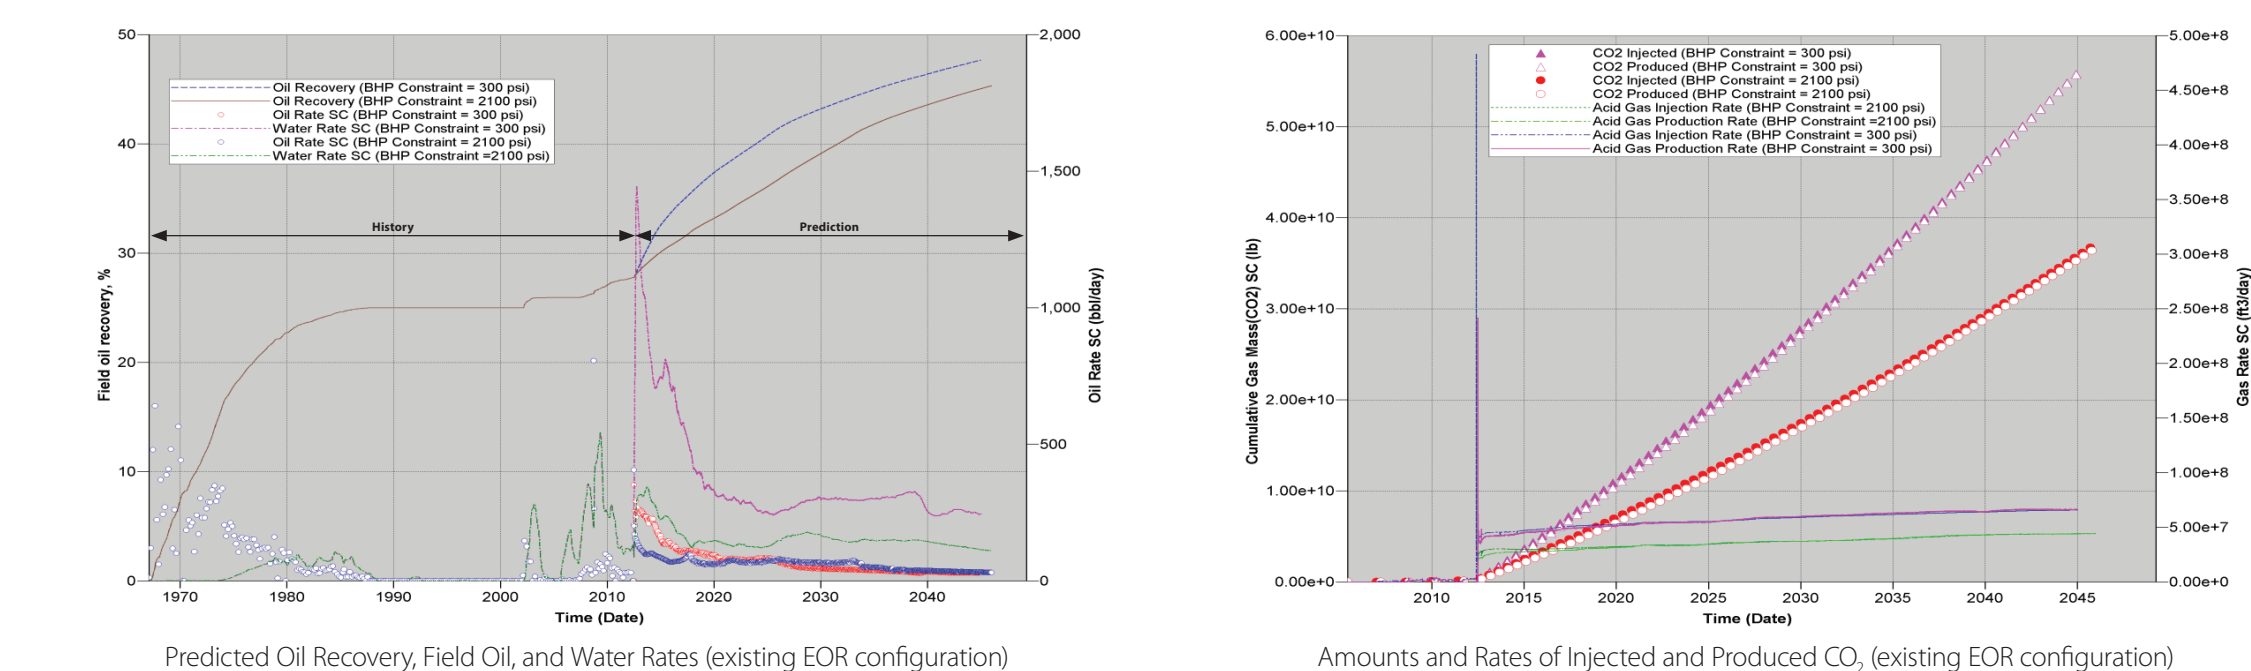 50
40
30
20
10
0
2,000
1,500
1,000
500
0
Field oil recovery, %
Oil Rate SC (bbl/day)
Oil Recovery (BHP Constraint = 300 psi)
Oil Recovery (BHP Constraint = 2100 psi)
Oil Rate SC (BHP Constraint = 300 psi)
Water Rate SC (BHP Constraint = 300 psi)
Oil Rate SC (BHP Constraint = 2100 psi)
Water Rate SC (BHP Constraint =2100 psi)
History
Prediction
1970 1980 1990 2000 2010 2020 2030 2040
Time (Date)
Predicted Oil Recovery, Field Oil, and Water Rates (existing EOR configuration)
6.00e+10
5.00e+10
4.00e+10
3.00e+10
2.00e+10
1.00e+10
0.00e+0
5.00e+8
4.50e+8
4.00e+8
3.50e+8
3.00e+8
2.50e+8
2.00e+8
1.50e+8
1.00e+8
5.00e+7
0.00e+0
Cumulative Gas Mass(CO2) SC (lb)
Gas Rate SC (ft3/day)
CO2 Injected (BHP Constraint = 300 psi)
CO2 Produced (BHP Constraint = 300 psi)
CO2 Injected (BHP Constraint = 2100 psi)
CO2 Produced (BHP Constraint = 2100 psi)
Acid Gas Injection Rate (BHP Constraint = 2100 psi)
Acid Gas Production Rate (BHP Constraint =2100 psi)
Acid Gas Injection Rate (BHP Constraint = 300 psi)
Acid Gas Production Rate (BHP Constraint = 300 psi)
2010 2015 2020 2025 2030 2035 2040 2045
Time (Date)
Amounts and Rates of Injected and Produced CO₂ (existing EOR configuration)